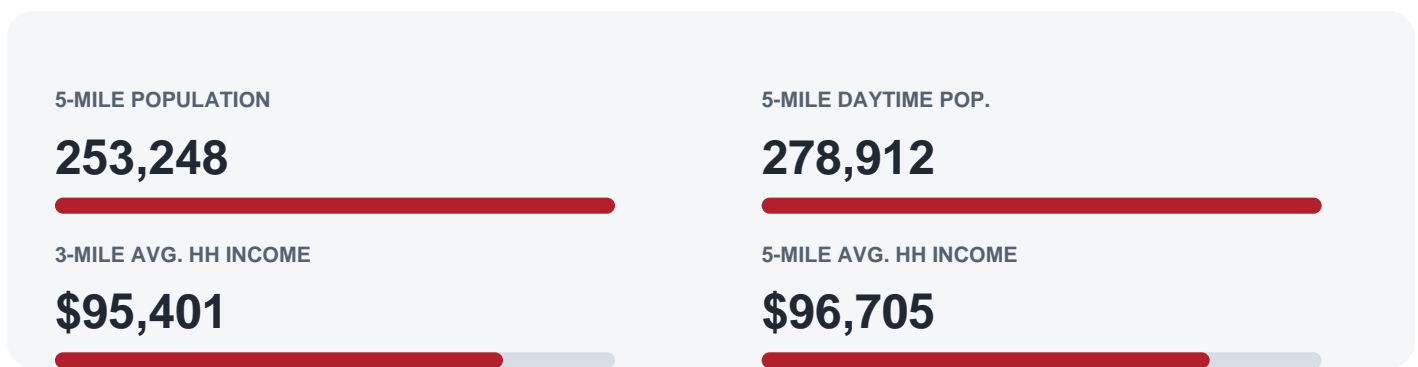 5-MILE POPULATION
253,248
5-MILE DAYTIME POP.
278,912
3-MILE AVG. HH INCOME
$95,401
5-MILE AVG. HH INCOME
$96,705